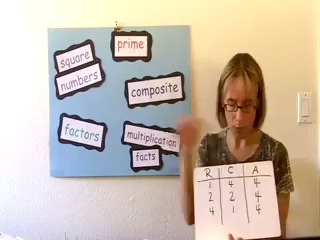 prime
square
numbers
composite
factors
multiplication
facts
R C A
1 4 4
2 2 4
4 1 4